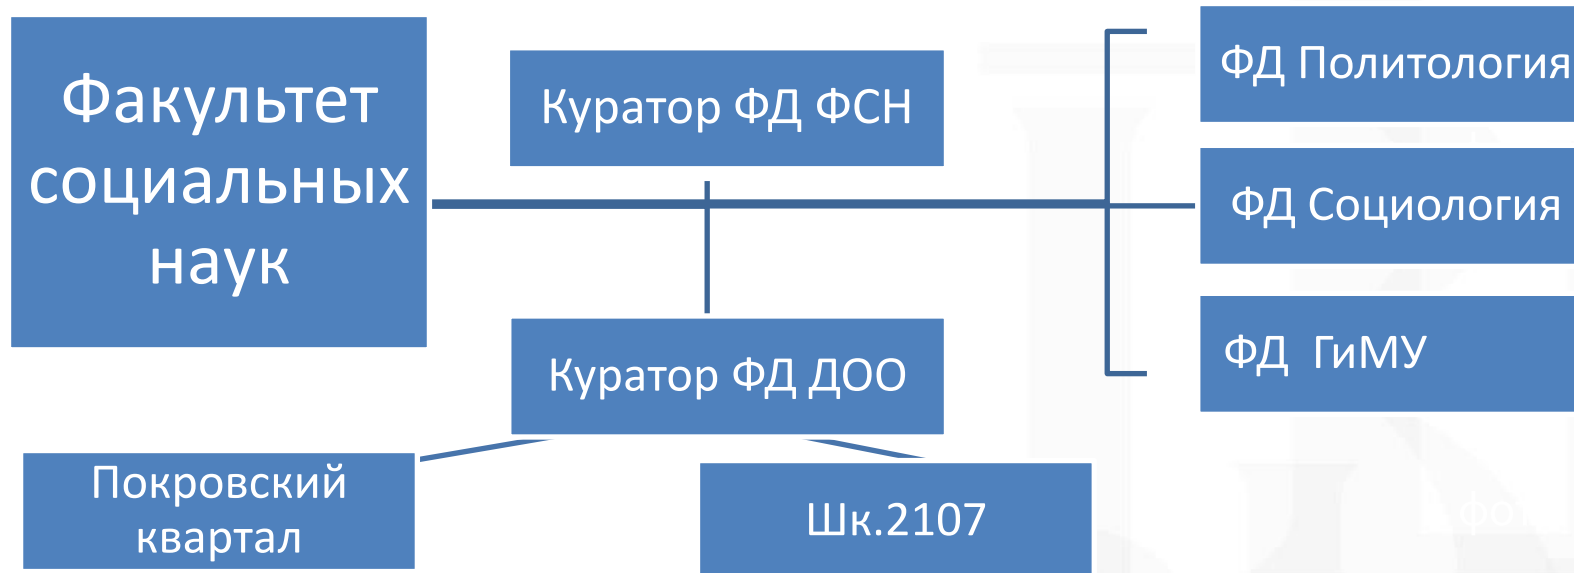 Факультет
социальных
наук
Куратор ФД ФСН
ФД Политология
ФД Социология
Куратор ФД ДОО
ФД ГиМУ
Покровский
квартал
Шк.2107
фот